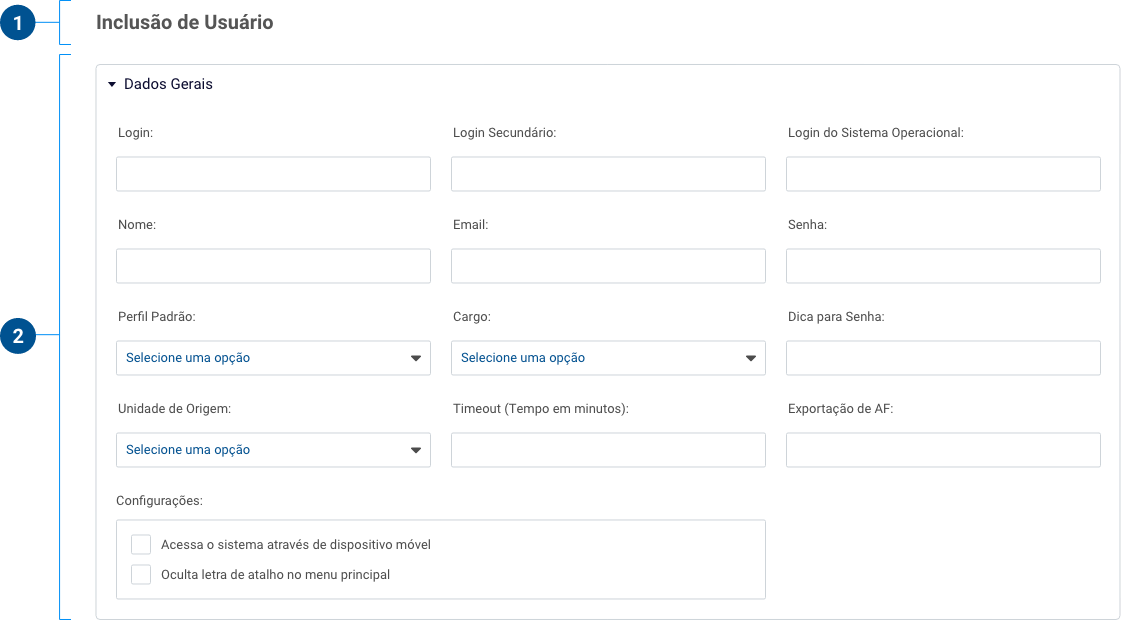 1
Inclusão de Usuário
Dados Gerais
Login:
Login Secundário:
Login do Sistema Operacional:
Nome:
Email:
Senha:
2
Perfil Padrão:
Cargo:
Dica para Senha:
Selecione uma opção
Selecione uma opção
Unidade de Origem:
Timeout (Tempo em minutos):
Exportação de AF:
Selecione uma opção
Configurações:
Acessa o sistema através de dispositivo móvel
Oculta letra de atalho no menu principal